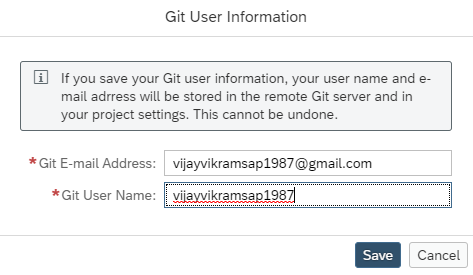 Git User Information
If you save your Git user information, your user name and e-
mail adrress will be stored in the remote Git server and in
your project settings. This cannot be undone.
*Git E-mail Address: vijayvikramsap1987@gmail.com
*Git User Name: vijayvikramsap1987
Save Cancel